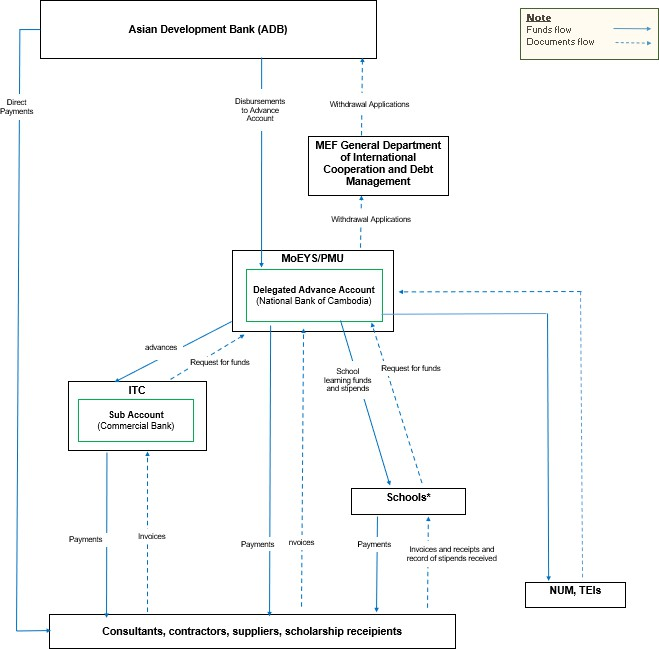 Asian Development Bank (ADB)
Note
Funds flow
Documents flow
Direct
Payments
Disbursements
to Advance
Account
Withdrawal Applications
MEF General Department
of International
Cooperation and Debt
Management
Withdrawal Applications
MoEYS/PMU
Delegated Advance Account
(National Bank of Cambodia)
advances
Request for funds
School
learning funds
and stipends
Request for funds
ITC
Sub Account
(Commercial Bank)
Schools*
Payments
Invoices
Payments
nvoices
Payments
Invoices and receipts and
record of stipends received
NUM, TEIs
Consultants, contractors, suppliers, scholarship receipients